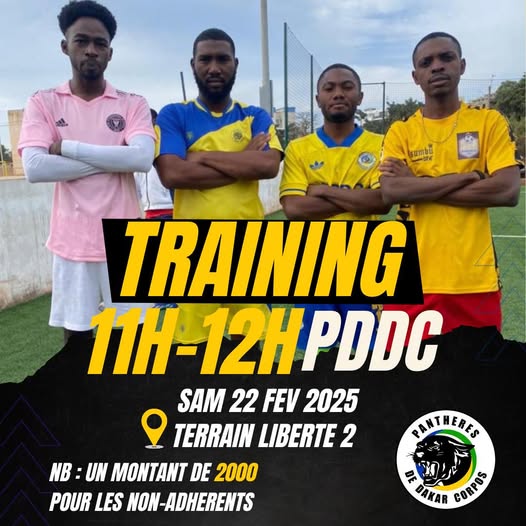 TRAINING
11H-12H PDDC
SAM 22 FEV 2025
TERRAIN LIBERTE 2
NB : UN MONTANT DE 2000
POUR LES NON-ADHERENTS
PANTHERES
DE DAKAR CORPOS